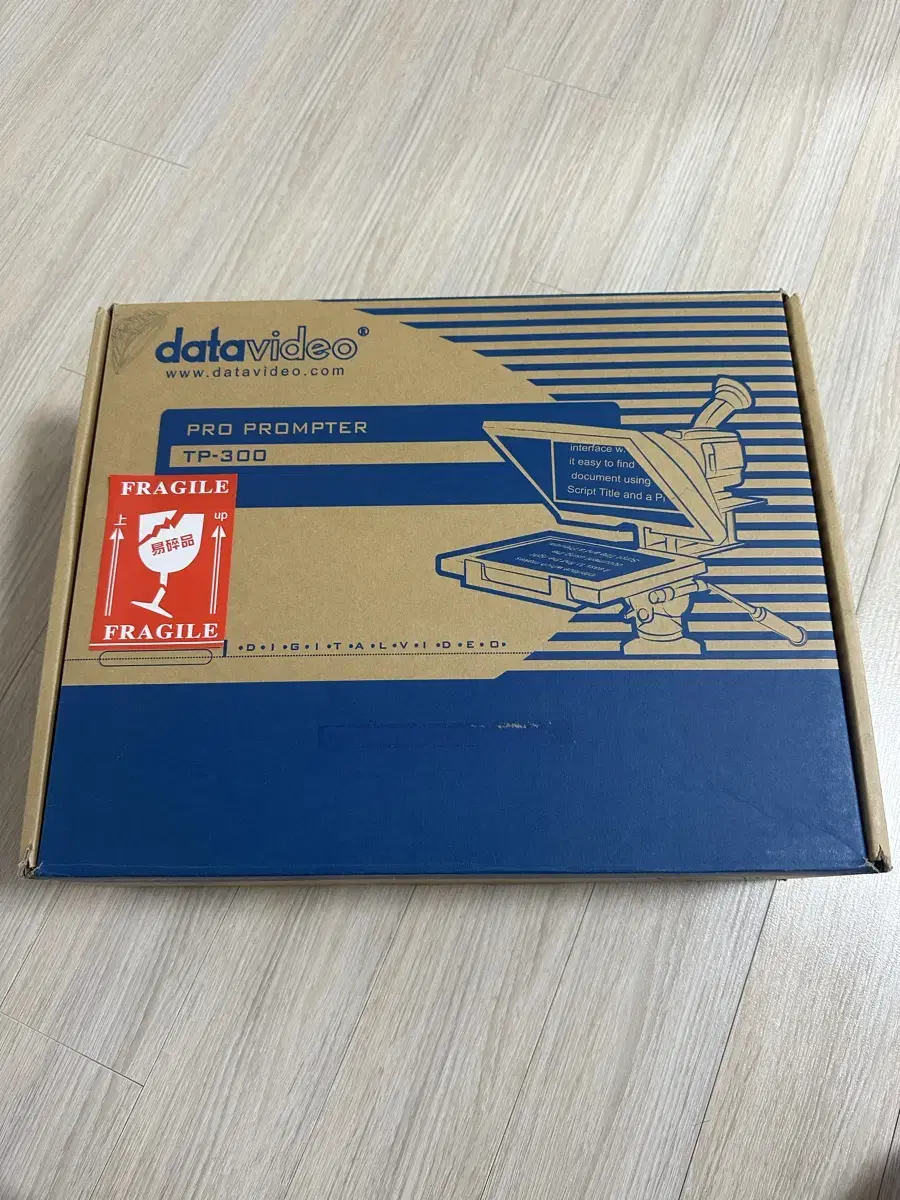 datavideo®
www.datavideo.com
PRO PROMPTER
TP-300
interface w
it easy to find
document using
Script Title and a P
FRAGILE
上 up
易碎品
FRAGILE
•D•I•G•I•T•A•L•V•I•D•E•O•